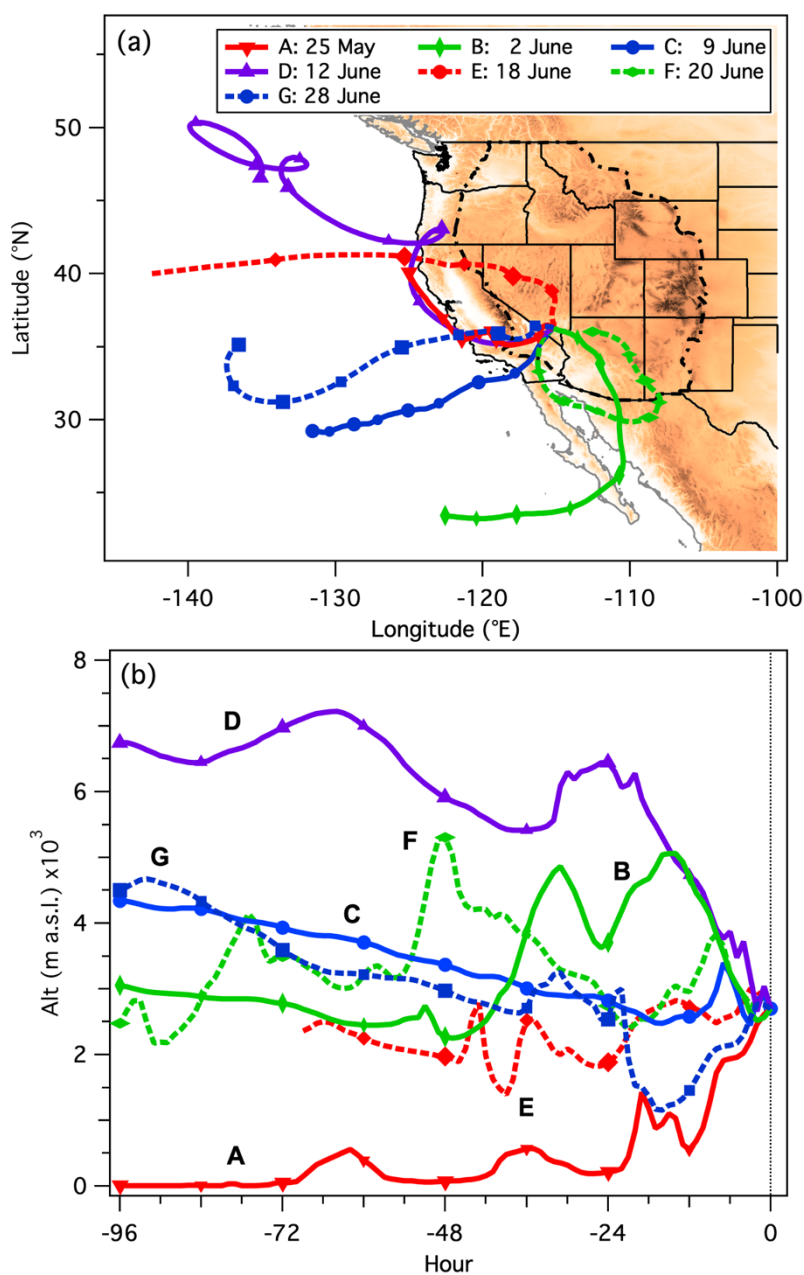 (a)
A: 25 May B: 2 June C: 9 June
D: 12 June E: 18 June F: 20 June
G: 28 June
50
40
30
Latitude (°N)
-140 -130 -120 -110 -100
Longitude (°E)
(b)
8
6
4
2
0
Alt (m a.s.l.) x10³
D
F
G
B
C
E
A
-96 -72 -48 -24 0
Hour